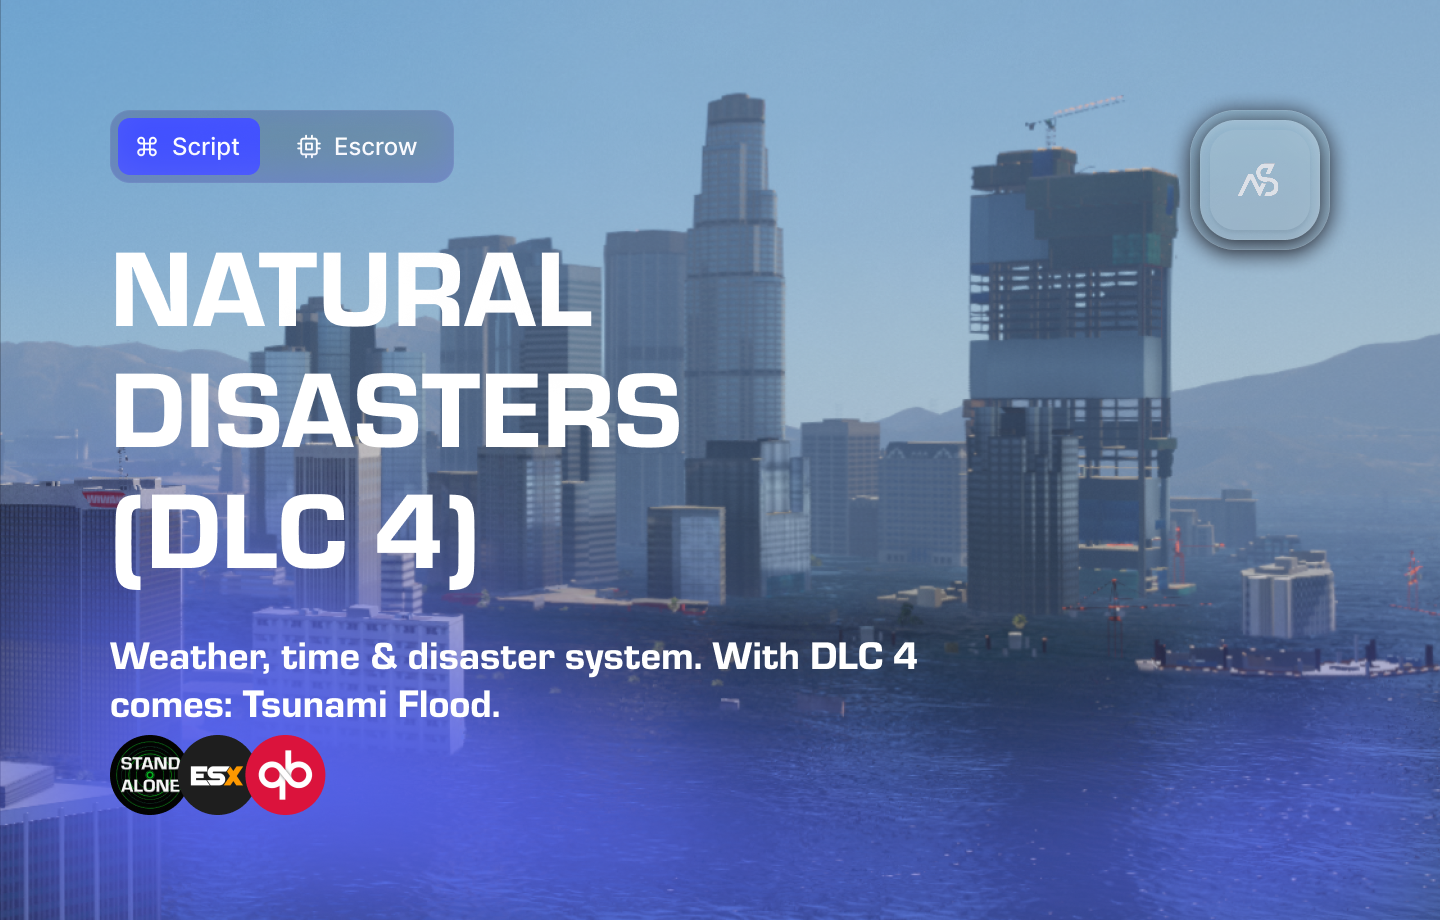 Script
Escrow
NATURAL
DISASTERS
(DLC 4)
Weather, time & disaster system. With DLC 4
comes: Tsunami Flood.
STAND
ALONE
ESX
qb